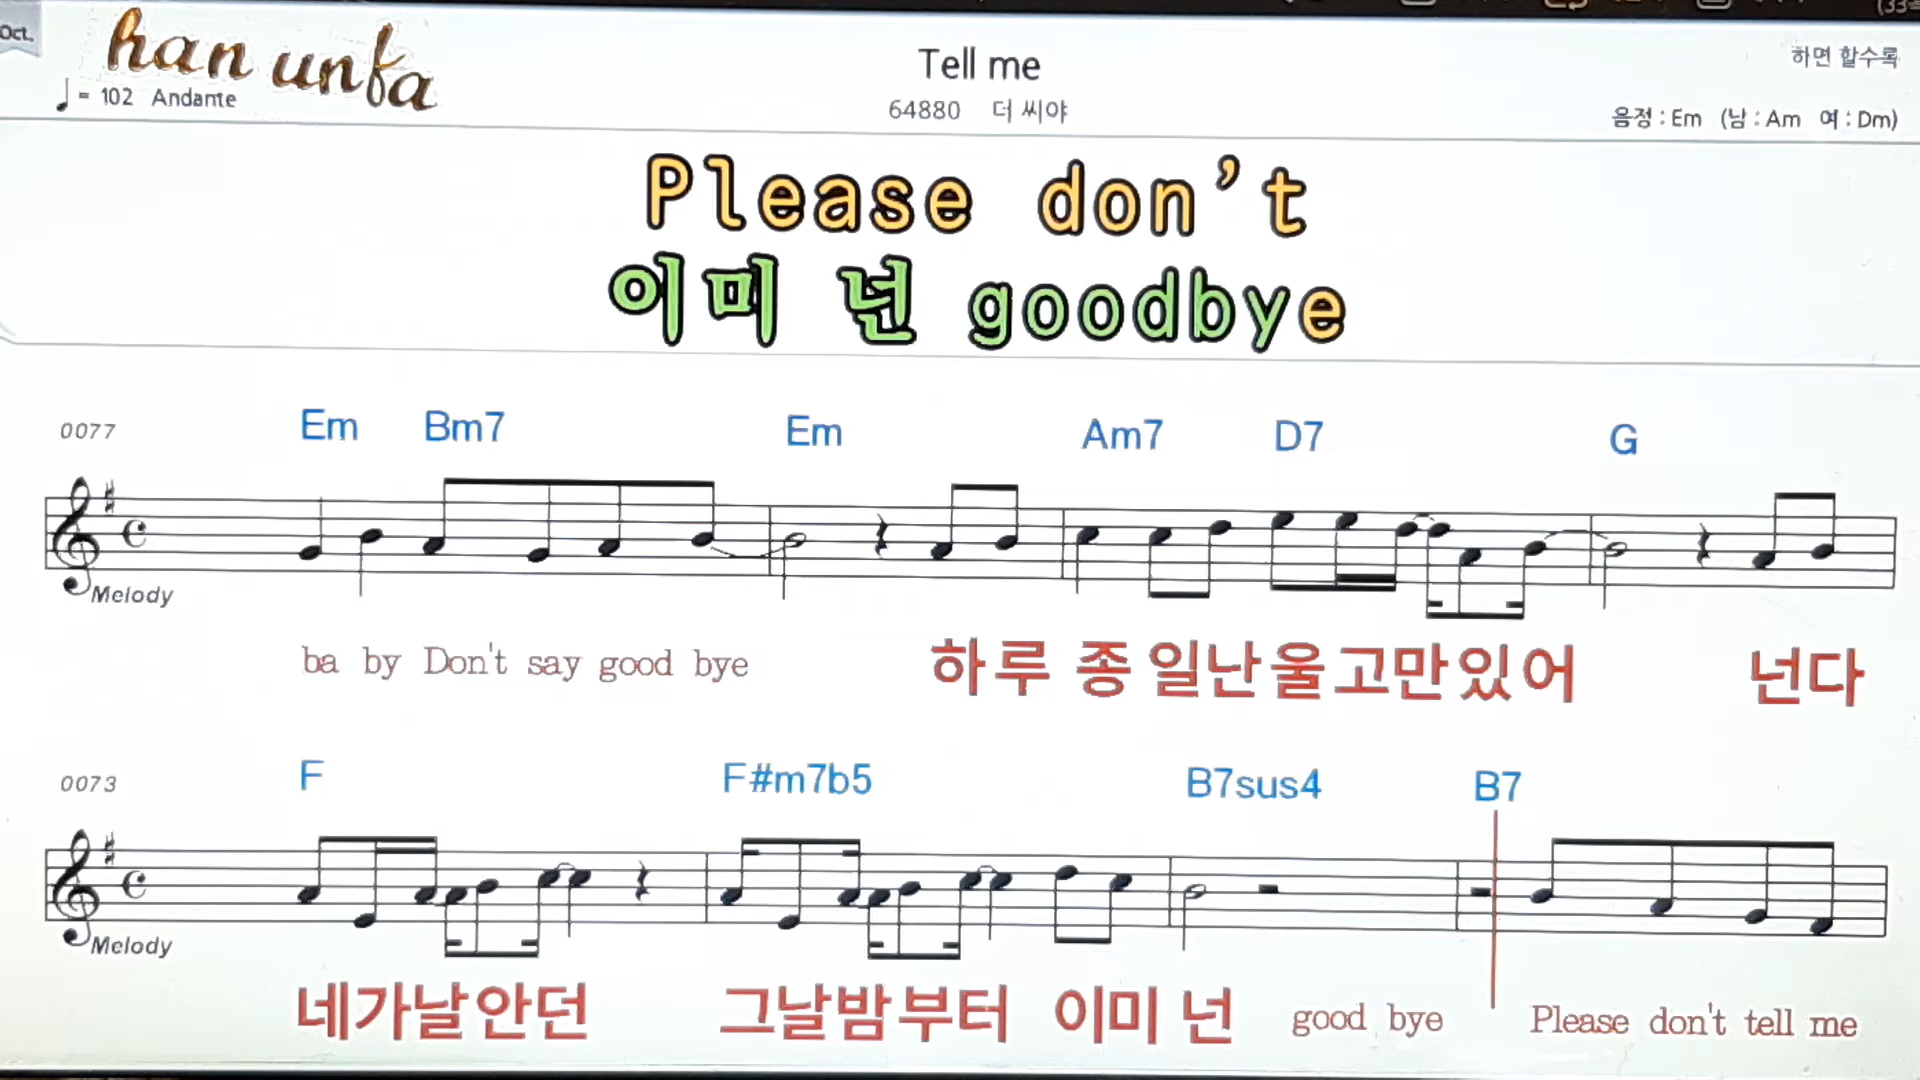 Oct.
han unfa
Tell me
하면 할수록
= 102 Andante
64880 더 씨야
음정 : Em (남 : Am 여 : Dm)
Please don't
이미 넌 goodbye
0077 Em Bm7 Em Am7 D7 G
Melody
ba by Don't say good bye 하루 종일난울고만있어 넌다
0073 F F#m7b5 B7sus4 B7
Melody
네가날안던 그날밤부터 이미 넌 good bye Please don't tell me